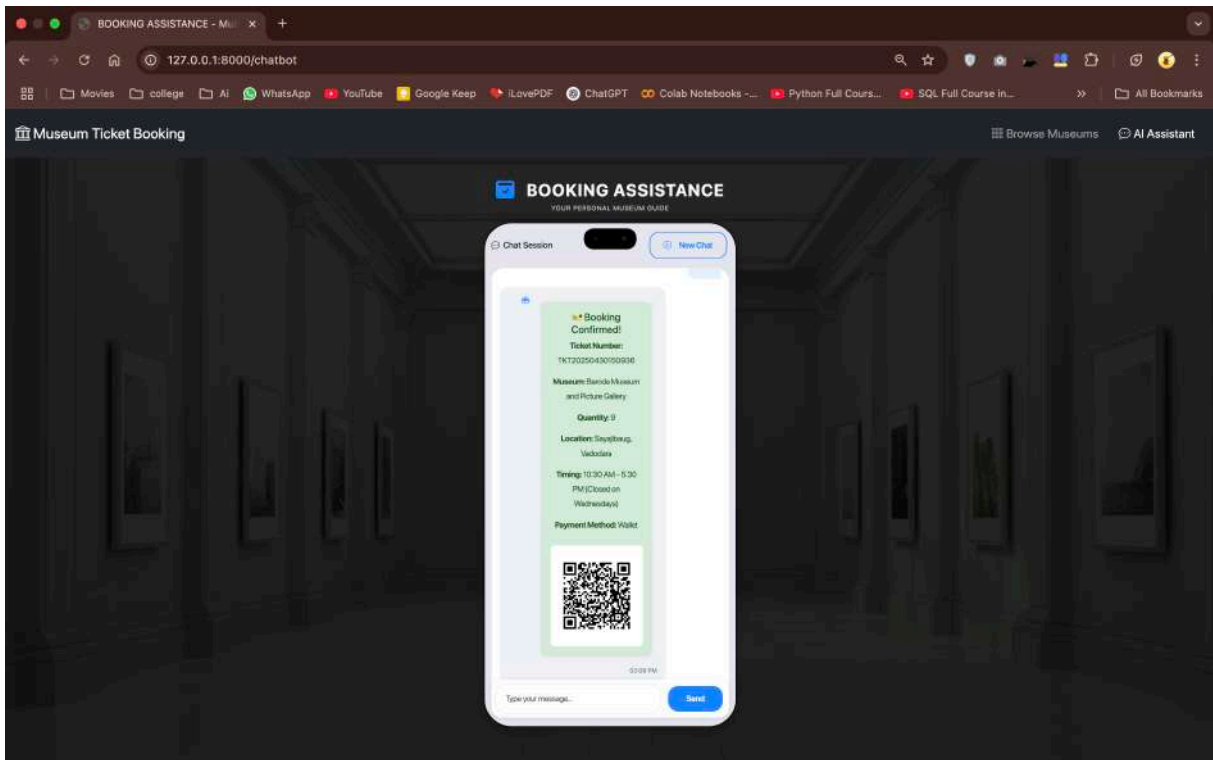 BOOKING ASSISTANCE - Mu
127.0.0.1:8000/chatbot
Movies college Ai WhatsApp YouTube Google Keep iLovePDF ChatGPT Colab Notebooks -... Python Full Cours... SQL Full Course in... » All Bookmarks
Museum Ticket Booking Browse Museums AI Assistant
BOOKING ASSISTANCE
YOUR PERSONAL MUSEUM GUIDE
Chat Session New Chat
Booking
Confirmed!
Ticket Number:
TKT20250430150936
Museum: Baroda Museum
and Picture Gallery
Quantity: 9
Location: Sayajibaug,
Vadodara
Timing: 10:30 AM - 5:30
PM (Closed on
Wednesdays)
Payment Method: Wallet
03:09 PM
Type your message... Send